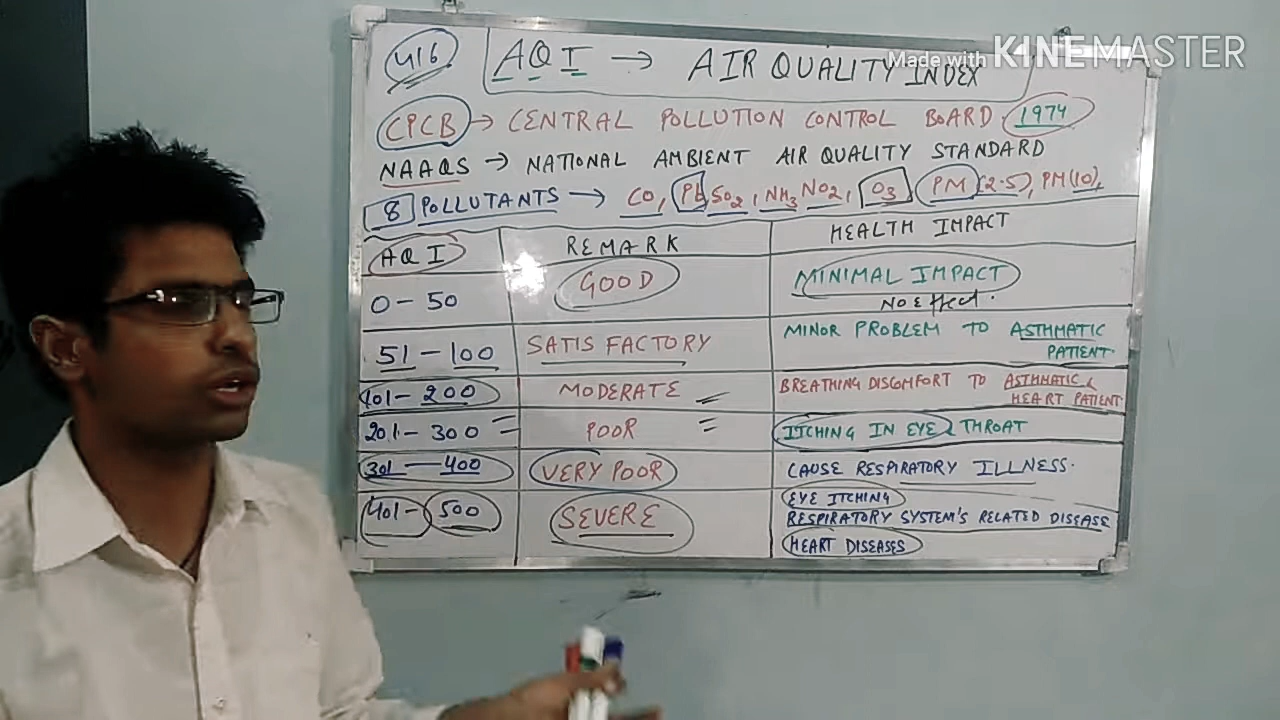 Made with KINEMASTER
416 AQI → AIR QUALITY INDEX
CPCB → CENTRAL POLLUTION CONTROL BOARD. 1974
NAAQS → NATIONAL AMBIENT AIR QUALITY STANDARD
8 POLLUTANTS → CO, Pb SO2, NH3 NO2, O3 PM (2.5), PM(10),
AQI REMARK HEALTH IMPACT
0 - 50 GOOD MINIMAL IMPACT
NO Effect.
51 - 100 SATISFACTORY MINOR PROBLEM TO ASTHMATIC
PATIENT.
101 - 200 MODERATE BREATHING DISCOMFORT TO ASTHMATIC &
HEART PATIENT.
201 - 300 POOR ITCHING IN EYE & THROAT
301 - 400 VERY POOR CAUSE RESPIRATORY ILLNESS.
401 - 500 SEVERE EYE ITCHING
RESPIRATORY SYSTEM'S RELATED DISEASE
HEART DISEASES